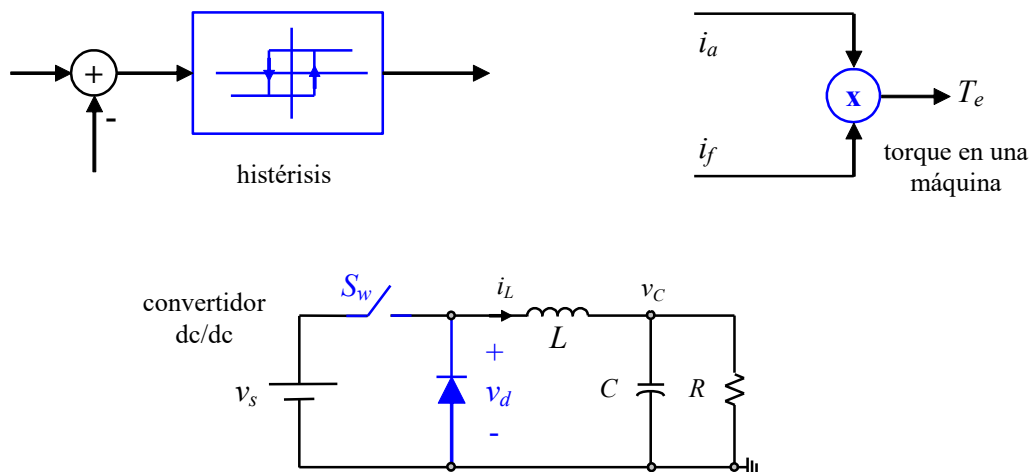 +
-
histérisis
i_a
x
i_f
T_e
torque en una
máquina
convertidor
dc/dc
S_w
i_L
v_C
L
v_s
+
v_d
-
C
R